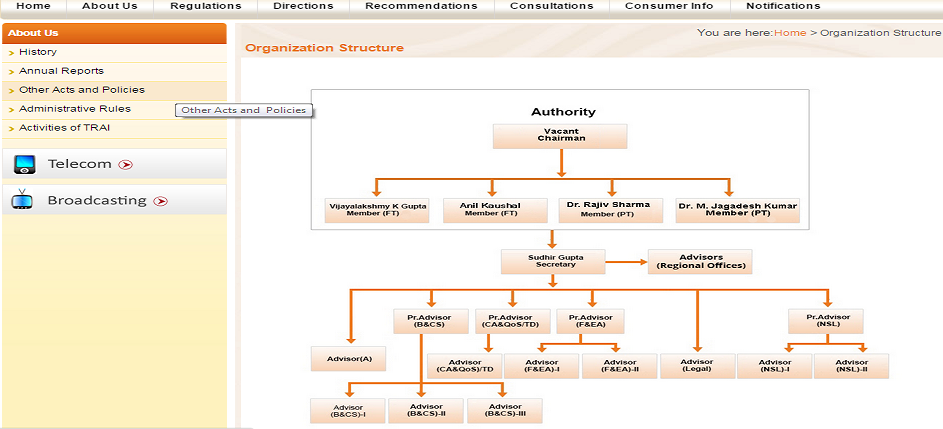 Home About Us Regulations Directions Recommendations Consultations Consumer Info Notifications
About Us
> History
> Annual Reports
> Other Acts and Policies
> Administrative Rules
> Activities of TRAI
Other Acts and Policies
Telecom
Broadcasting
You are here:Home > Organization Structure
Organization Structure
Authority
Vacant
Chairman
Vijayalakshmy K Gupta
Member (FT)
Anil Kaushal
Member (FT)
Dr. Rajiv Sharma
Member (PT)
Dr. M. Jagadesh Kumar
Member (PT)
Sudhir Gupta
Secretary
Advisors
(Regional Offices)
Pr.Advisor
(B&CS)
Pr.Advisor
(CA&QoS/TD)
Pr.Advisor
(F&EA)
Pr.Advisor
(NSL)
Advisor(A)
Advisor
(CA&QoS)/TD
Advisor
(F&EA)-I
Advisor
(F&EA)-II
Advisor
(Legal)
Advisor
(NSL)-I
Advisor
(NSL)-II
Advisor
(B&CS)-I
Advisor
(B&CS)-II
Advisor
(B&CS)-III